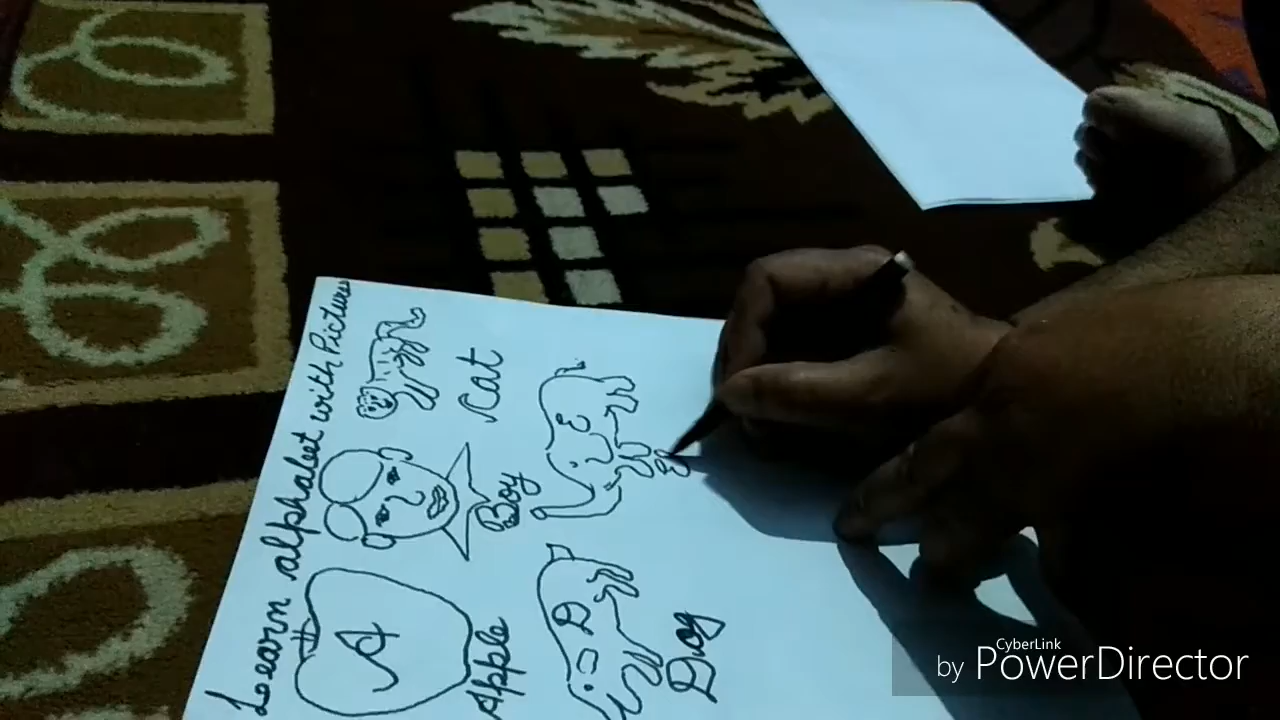 Learn alphabet with Pictures
A
Apple Boy Cat
D E
Dog E
CyberLink
by PowerDirector